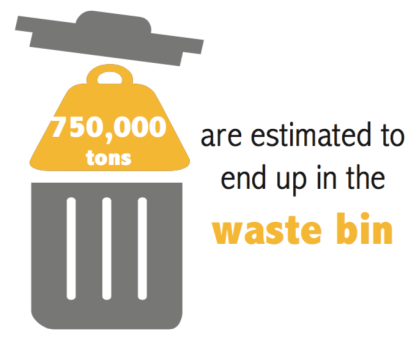 750,000
tons
are estimated to
end up in the
waste bin